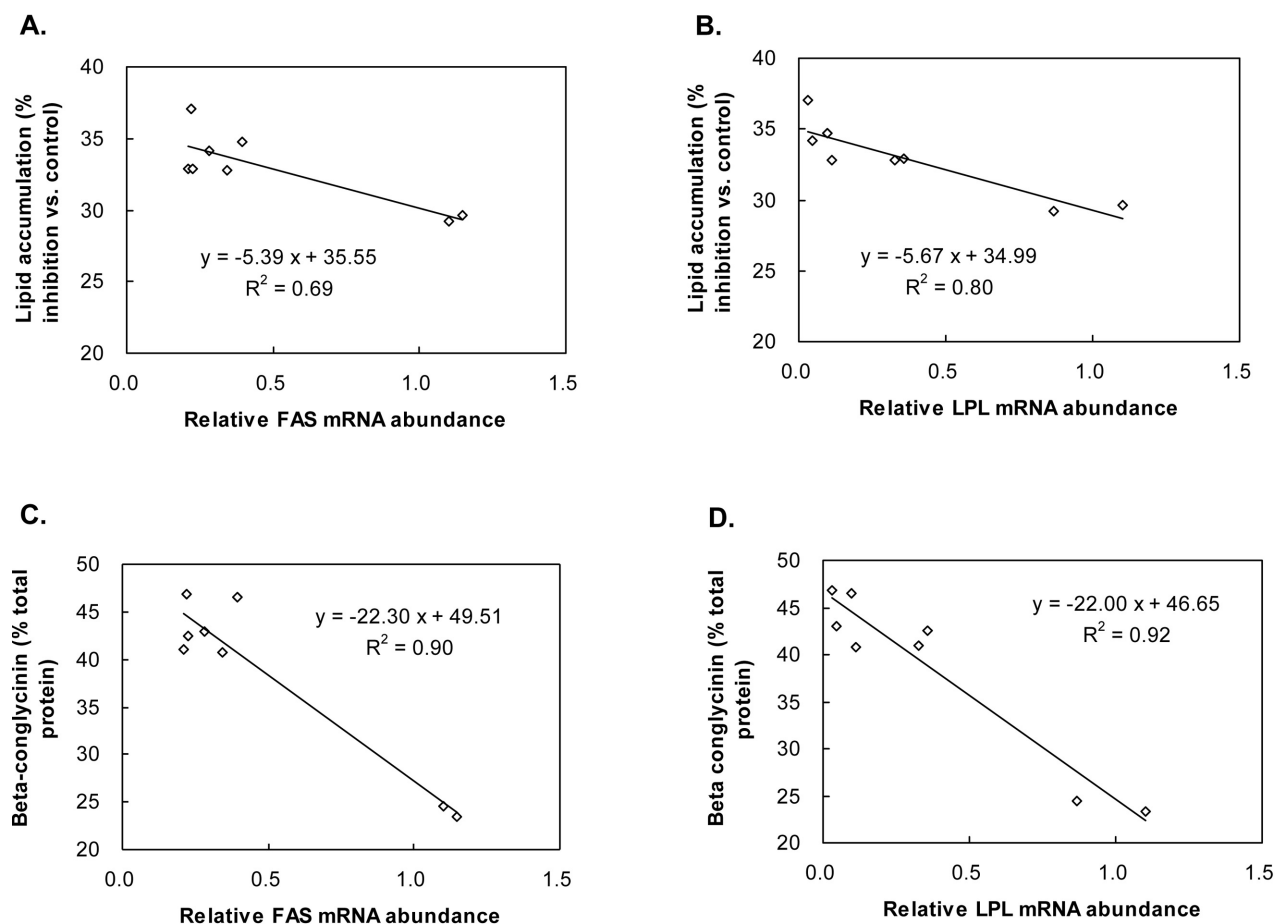 A.
Lipid accumulation (%
inhibition vs. control)
40
35
30
25
20
y = -5.39 x + 35.55
R² = 0.69
0.0 0.5 1.0 1.5
Relative FAS mRNA abundance
B.
Lipid accumulation (%
inhibition vs. control)
40
35
30
25
20
y = -5.67 x + 34.99
R² = 0.80
0.0 0.5 1.0 1.5
Relative LPL mRNA abundance
C.
Beta-conglycinin (% total
protein)
50
45
40
35
30
25
20
y = -22.30 x + 49.51
R² = 0.90
0.0 0.5 1.0 1.5
Relative FAS mRNA abundance
D.
Beta conglycinin (% total
protein)
50
45
40
35
30
25
20
y = -22.00 x + 46.65
R² = 0.92
0.0 0.5 1.0 1.5
Relative LPL mRNA abundance